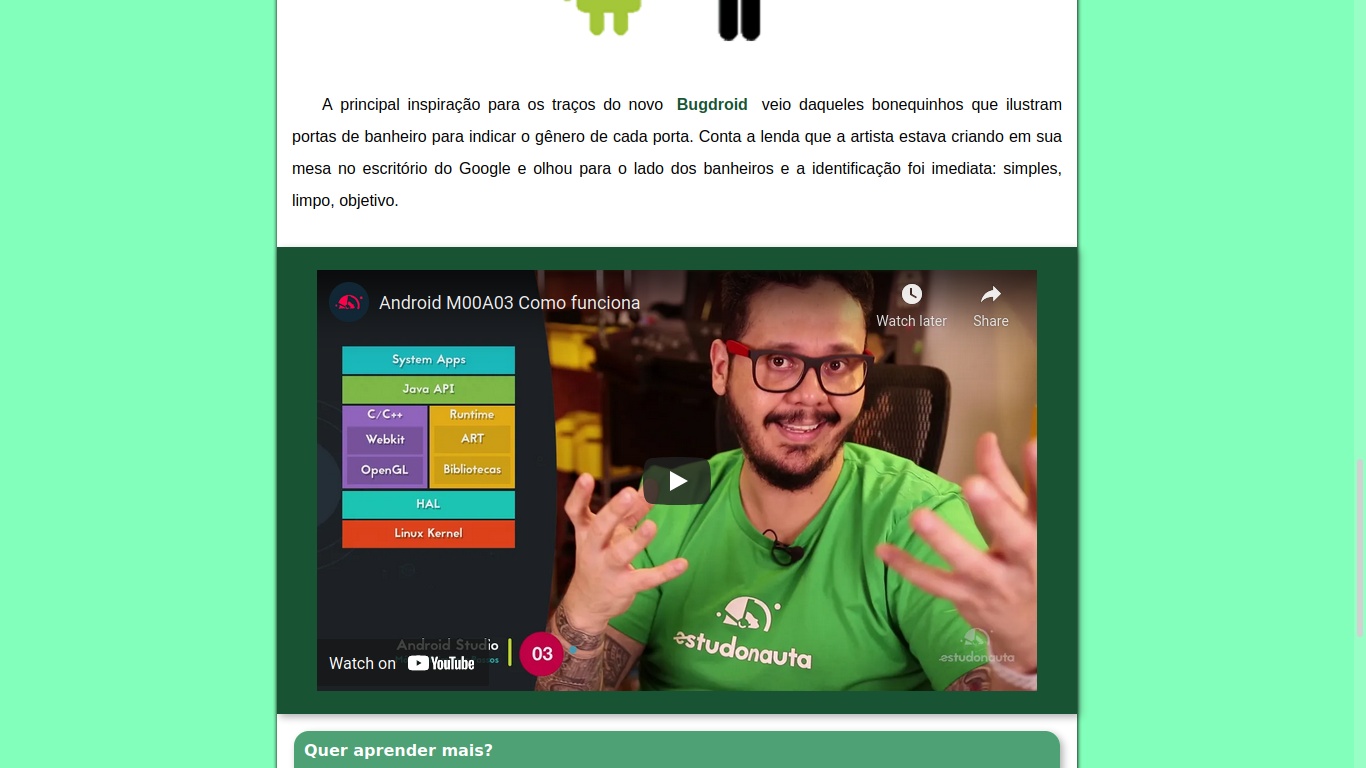 A principal inspiração para os traços do novo Bugdroid veio daqueles bonequinhos que ilustram
portas de banheiro para indicar o gênero de cada porta. Conta a lenda que a artista estava criando em sua
mesa no escritório do Google e olhou para o lado dos banheiros e a identificação foi imediata: simples,
limpo, objetivo.
Android M00A03 Como funciona
Watch later
Share
System Apps
Java API
C/C++
Runtime
Webkit
ART
OpenGL
Bibliotecas
HAL
Linux Kernel
estudonauta
estudonauta
Android Studio
03
Watch on YouTube
Quer aprender mais?